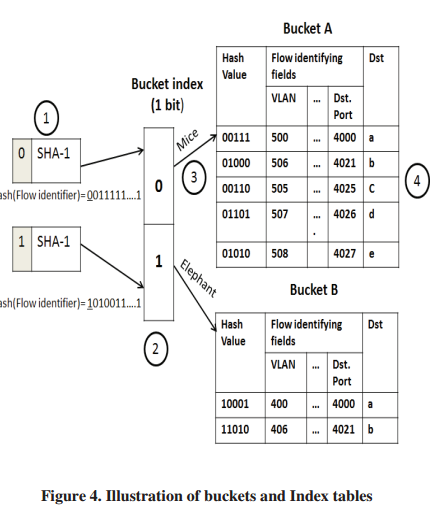 Bucket A
Hash Value Flow identifying fields Dst
VLAN ... Dst. Port
00111 500 ... 4000 a
01000 506 ... 4021 b
00110 505 ... 4025 C
01101 507 ... 4026 d
.
01010 508 4027 e
Bucket index
(1 bit)
1
0 SHA-1
ash(Flow identifier)= 0011111....1
0
Mice
3
4
1 SHA-1
ash(Flow identifier)= 1010011....1
1
Elephant
2
Bucket B
Hash Value Flow identifying fields Dst
VLAN ... Dst. Port
10001 400 ... 4000 a
11010 406 ... 4021 b
Figure 4. Illustration of buckets and Index tables